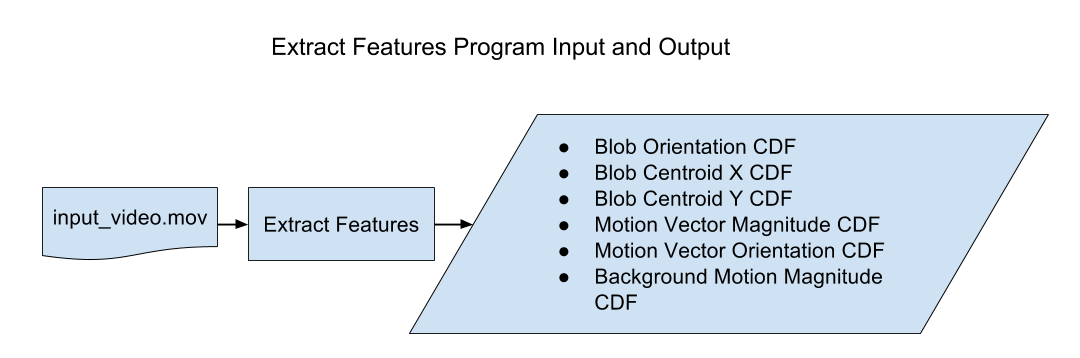 Extract Features Program Input and Output
input_video.mov
Extract Features
● Blob Orientation CDF
● Blob Centroid X CDF
● Blob Centroid Y CDF
● Motion Vector Magnitude CDF
● Motion Vector Orientation CDF
● Background Motion Magnitude
CDF